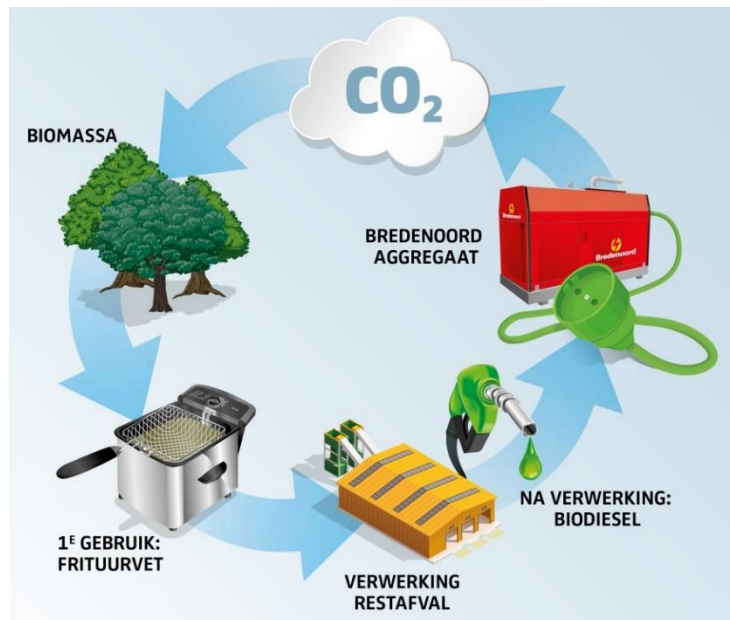 CO₂
BIOMASSA
BREDENOORD
AGGREGAAT
Bredenoord
Bredenoord
1ᴱ GEBRUIK:
FRITUURVET
VERWERKING
RESTAFVAL
NA VERWERKING:
BIODIESEL